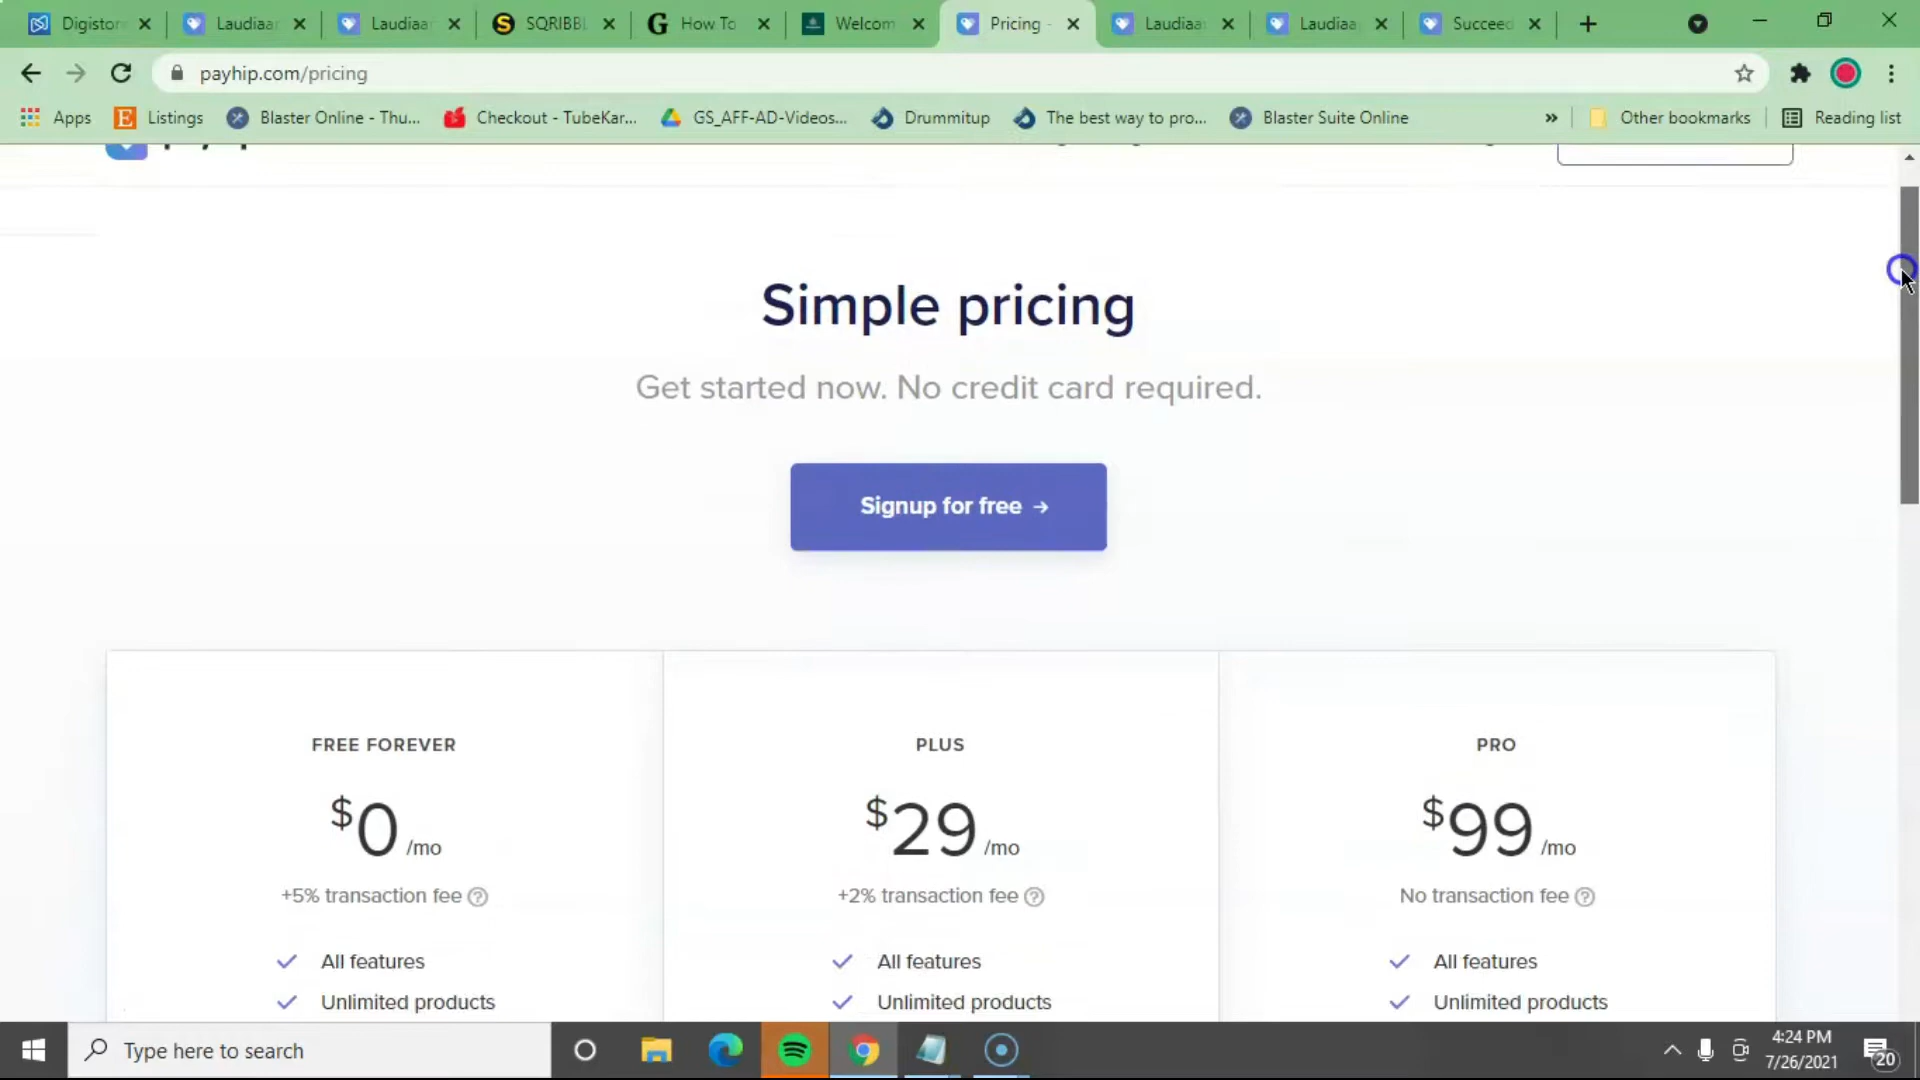 Digistor
Laudiaar
Laudiaar
SQRIBBL
How To
Welcom
Pricing -
Laudiaar
Laudiaar
Succeed
payhip.com/pricing
Apps
Listings
Blaster Online - Thu...
Checkout - TubeKar...
GS_AFF-AD-Videos...
Drummitup
The best way to pro...
Blaster Suite Online
»
Other bookmarks
Reading list
Simple pricing
Get started now. No credit card required.
Signup for free →
FREE FOREVER
PLUS
PRO
$0 /mo
$29 /mo
$99 /mo
+5% transaction fee ?
+2% transaction fee ?
No transaction fee ?
All features
All features
All features
Unlimited products
Unlimited products
Unlimited products
Type here to search
4:24 PM
7/26/2021
20